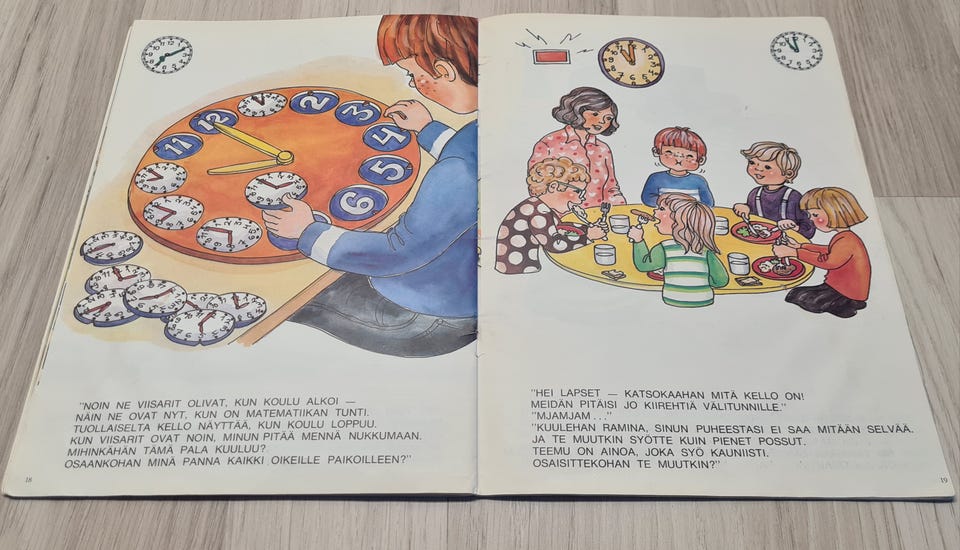 12
2
3
4
5
6
11
"NOIN NE VIISARIT OLIVAT, KUN KOULU ALKOI —
NÄIN NE OVAT NYT, KUN ON MATEMATIIKAN TUNTI.
TUOLLAISELTA KELLO NÄYTTÄÄ, KUN KOULU LOPPUU.
KUN VIISARIT OVAT NOIN, MINUN PITÄÄ MENNÄ NUKKUMAAN.
MIHINKÄHÄN TÄMÄ PALA KUULUU?
OSAANKOHAN MINÄ PANNA KAIKKI OIKEILLE PAIKOILLEEN?"
18
"HEI LAPSET — KATSOKAAHAN MITÄ KELLO ON!
MEIDÄN PITÄISI JO KIIREHTIÄ VÄLITUNNILLE."
"MJAMJAM..."
"KUULEHAN RAMINA, SINUN PUHEESTASI EI SAA MITÄÄN SELVÄÄ.
JA TE MUUTKIN SYÖTTE KUIN PIENET POSSUT.
TEEMU ON AINOA, JOKA SYÖ KAUNIISTI.
OSAISITTEKOHAN TE MUUTKIN?"
19